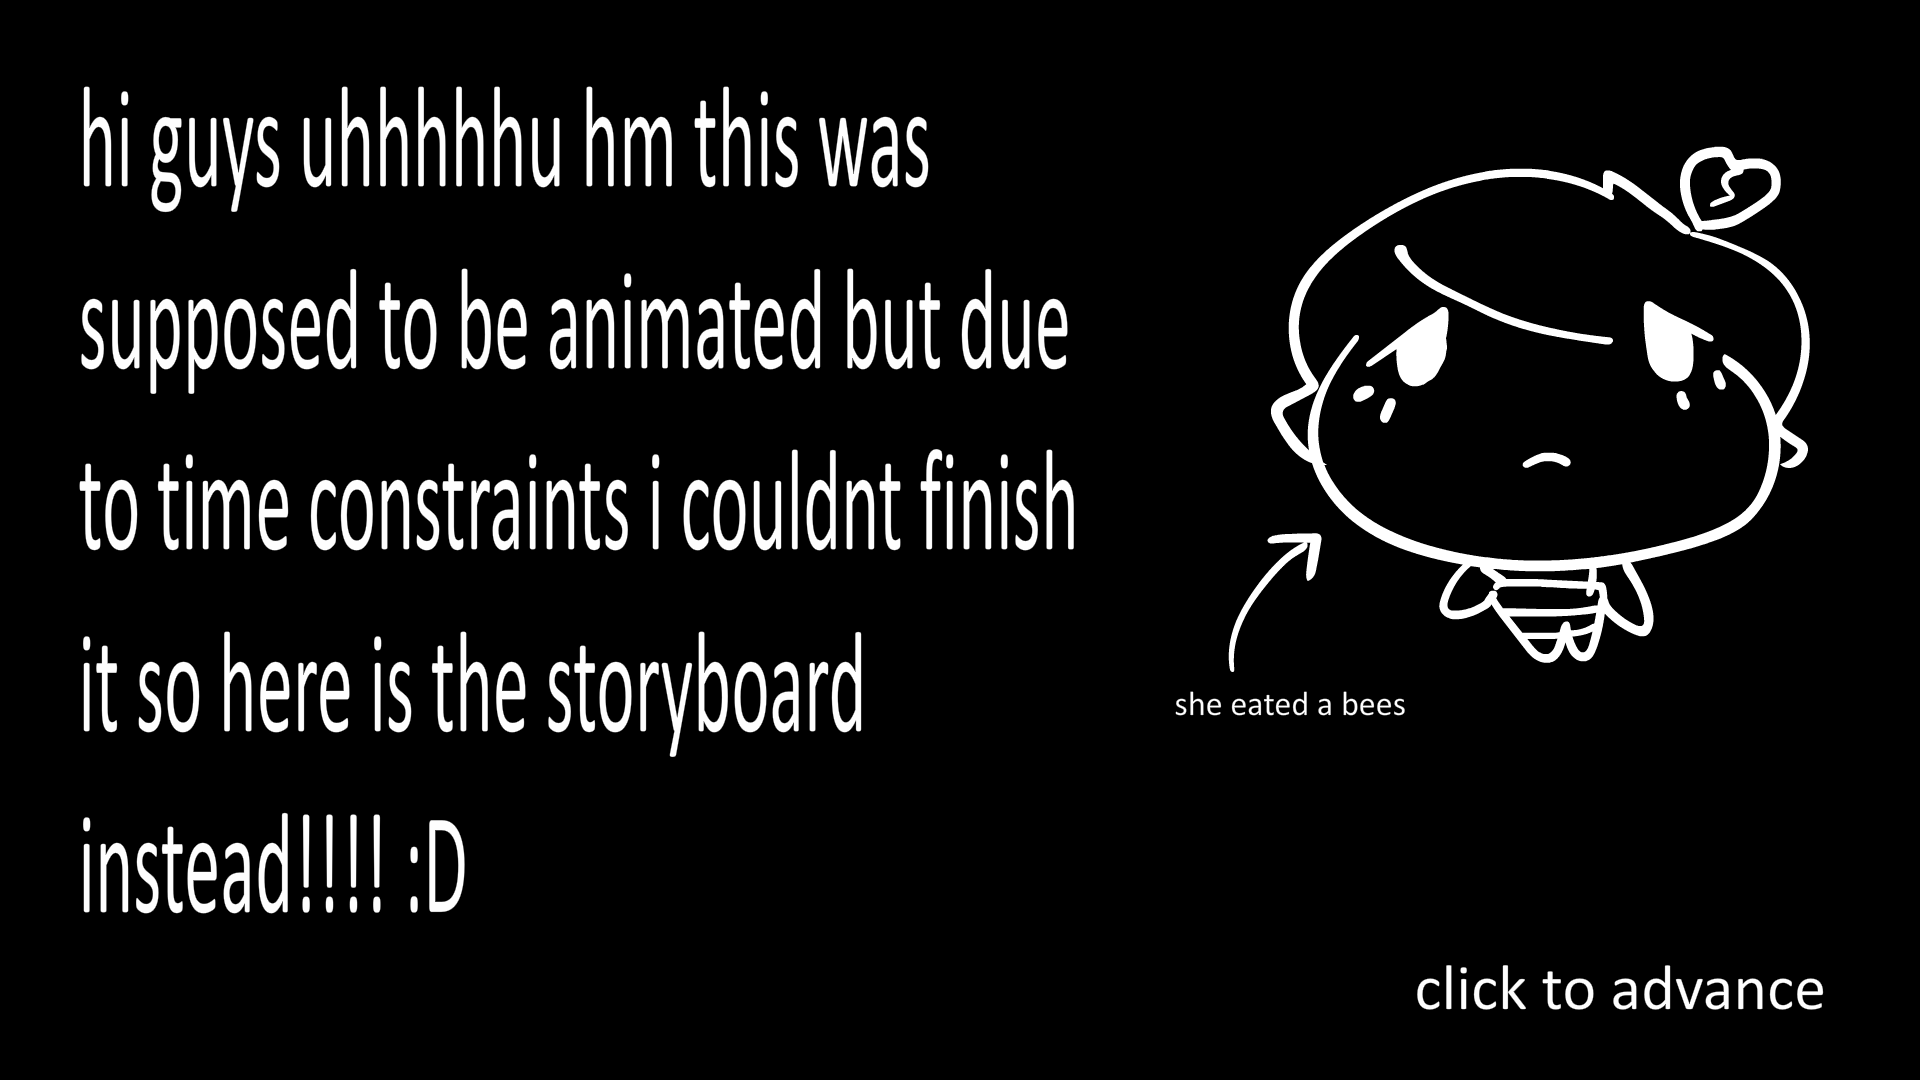 hi guys uhhhhhu hm this was
supposed to be animated but due
to time constraints i couldnt finish
it so here is the storyboard
instead!!!! :D
she eated a bees
click to advance